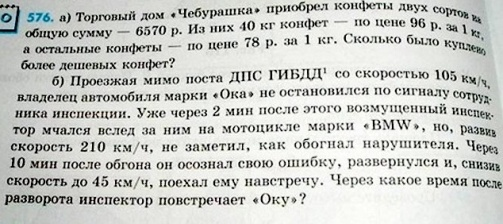 576. а) Торговый дом «Чебурашка» приобрел конфеты двух сортов на
общую сумму — 6570 р. Из них 40 кг конфет — по цене 96 р. за 1 кг,
а остальные конфеты — по цене 78 р. за 1 кг. Сколько было куплено
более дешевых конфет?
б) Проезжая мимо поста ДПС ГИБДД¹ со скоростью 105 км/ч,
владелец автомобиля марки «Ока» не остановился по сигналу сотруд-
ника инспекции. Уже через 2 мин после этого возмущенный инспек-
тор мчался вслед за ним на мотоцикле марки «BMW», но, развив
скорость 210 км/ч, не заметил, как обогнал нарушителя. Через
10 мин после обгона он осознал свою ошибку, развернулся и, снизив
скорость до 45 км/ч, поехал ему навстречу. Через какое время после
разворота инспектор повстречает «Оку»?